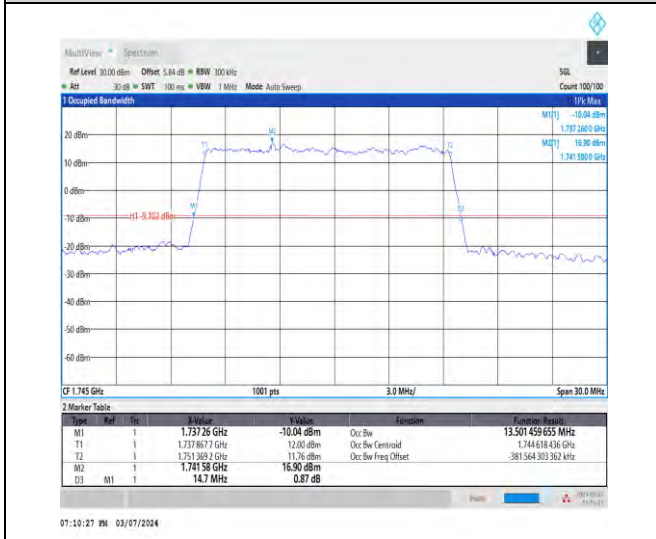 MultiView Spectrum
Ref Level 30.00 dBm Offset 5.84 dB RBW 300 kHz SGL
Att 30 dB SWT 100 ms VBW 1 MHz Mode Auto Sweep Count 100/100
1 Occupied Bandwidth 1Pk Max
M1[1] -10.04 dBm
1.737 260 0 GHz
M2[1] 16.90 dBm
1.741 580 0 GHz
20 dBm
M2
T1 T2
10 dBm
0 dBm
M1 D3
-10 dBm H1 -9.102 dBm
-20 dBm
-30 dBm
-40 dBm
-50 dBm
-60 dBm
CF 1.745 GHz 1001 pts 3.0 MHz/ Span 30.0 MHz
2 Marker Table
Type Ref Trc X-Value Y-Value Function Function Result
M1 1 1.737 26 GHz -10.04 dBm Occ Bw 13.501 459 655 MHz
T1 1 1.737 867 7 GHz 12.00 dBm Occ Bw Centroid 1.744 618 436 GHz
T2 1 1.751 369 2 GHz 11.76 dBm Occ Bw Freq Offset -381.564 303 362 kHz
M2 1 1.741 58 GHz 16.90 dBm
D3 M1 1 14.7 MHz 0.87 dB
07:10:27 PM 03/07/2024